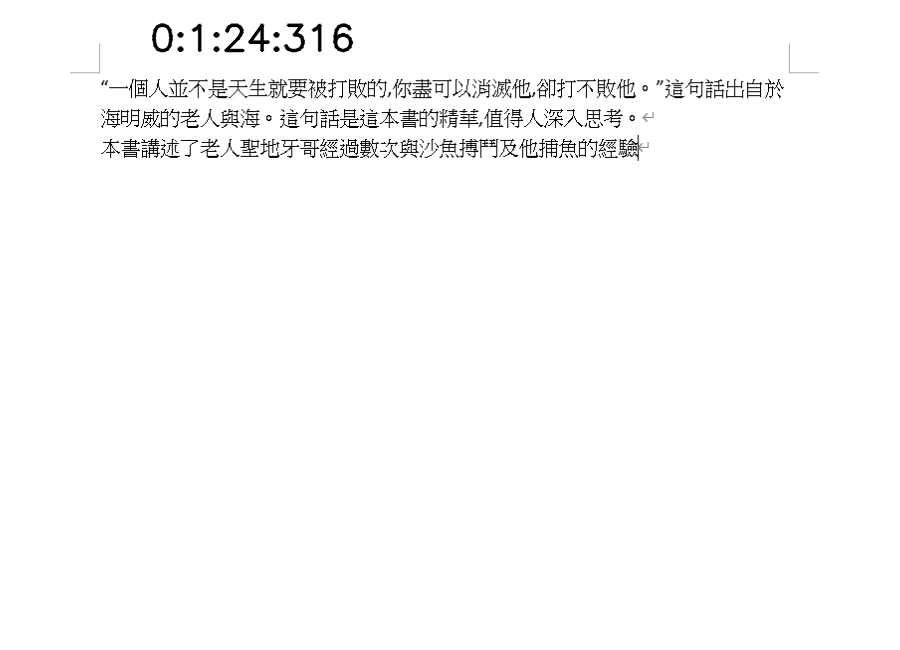 0:1:24:316
“一個人並不是天生就要被打敗的,你盡可以消滅他,卻打不敗他。”這句話出自於
海明威的老人與海。這句話是這本書的精華,值得人深入思考。
本書講述了老人聖地牙哥經過數次與沙魚搏鬥及他捕魚的經驗